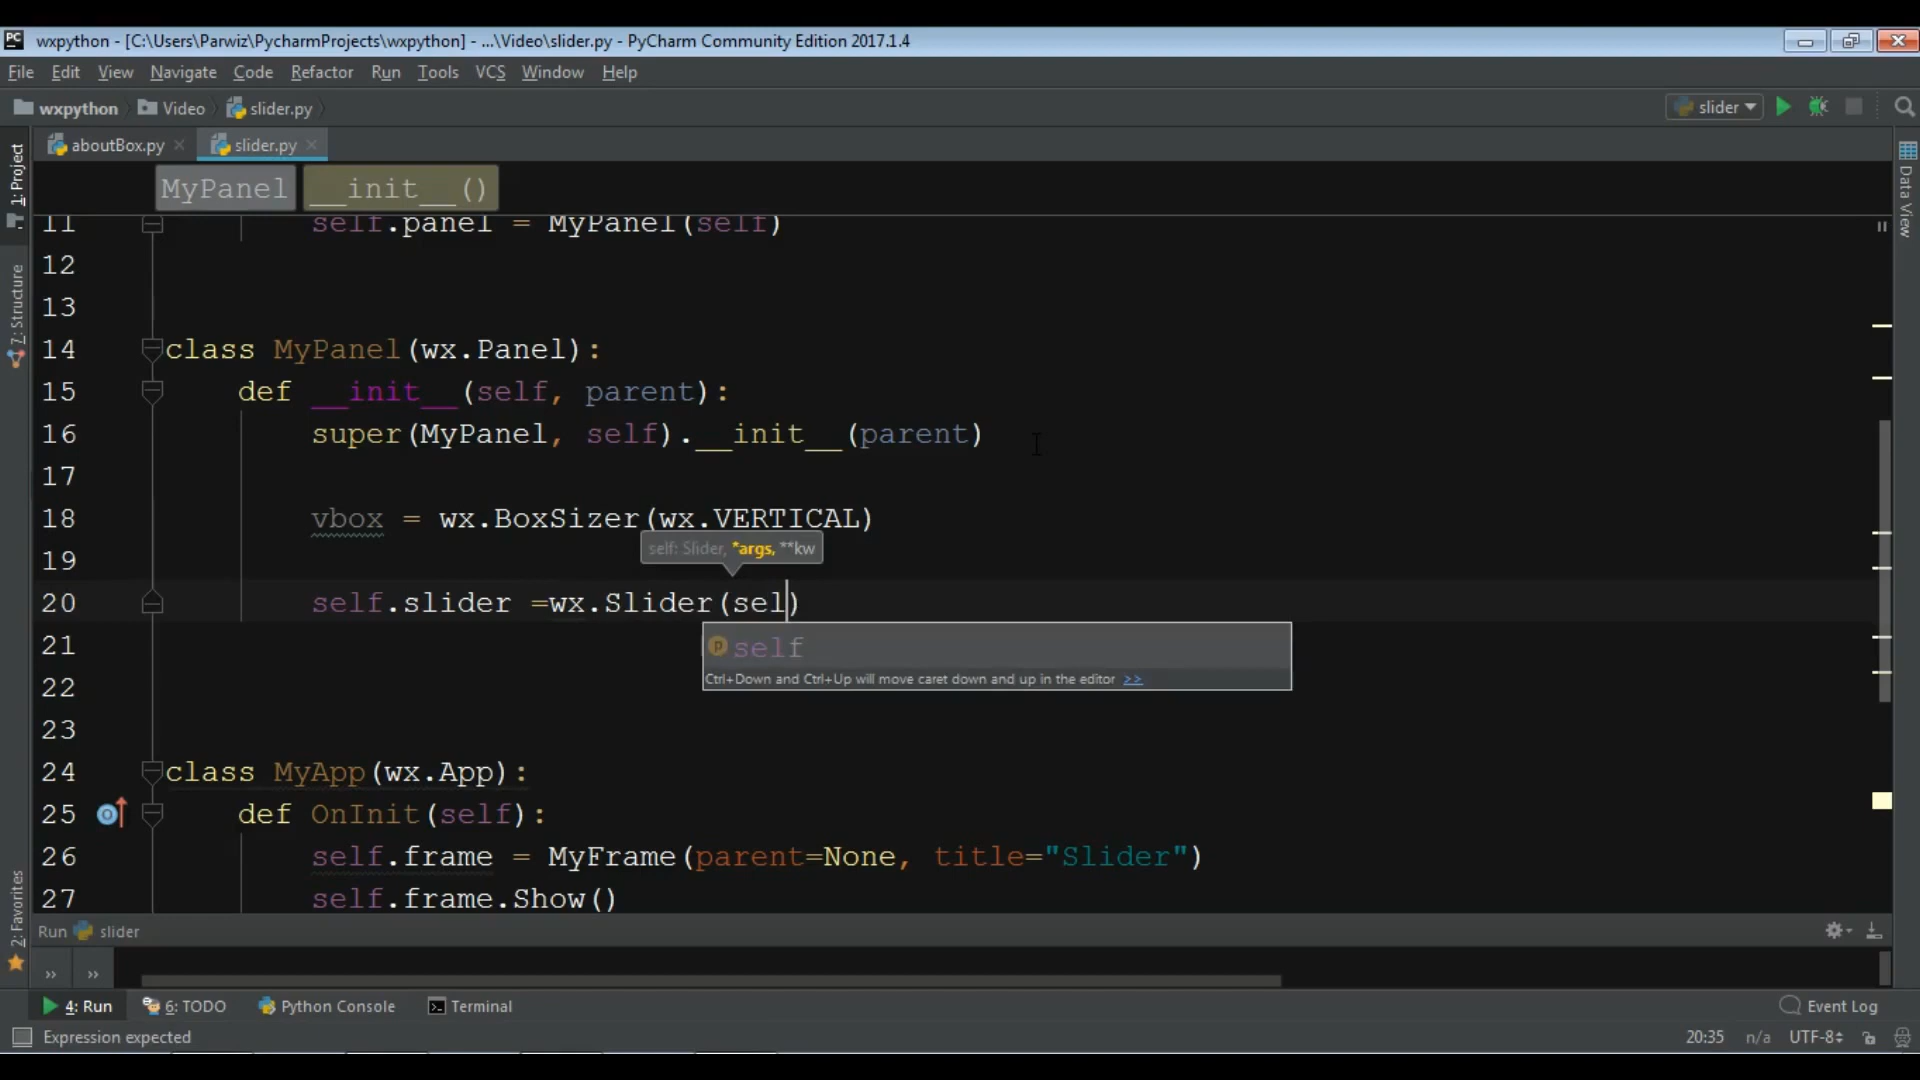 PC wxpython - [C:\Users\Parwiz\PycharmProjects\wxpython] - ...\Video\slider.py - PyCharm Community Edition 2017.1.4
File Edit View Navigate Code Refactor Run Tools VCS Window Help
wxpython Video slider.py slider
aboutBox.py slider.py
1: Project
7: Structure
2: Favorites
Data View
MyPanel __init__()
11 self.panel = MyPanel(self)
12
13
14 class MyPanel(wx.Panel):
15 def __init__(self, parent):
16 super(MyPanel, self).__init__(parent)
17
18 vbox = wx.BoxSizer(wx.VERTICAL)
self: Slider, *args, **kw
19
20 self.slider =wx.Slider(sel)
self
21
Ctrl+Down and Ctrl+Up will move caret down and up in the editor >>
22
23
24 class MyApp(wx.App):
25 def OnInit(self):
26 self.frame = MyFrame(parent=None, title="Slider")
27 self.frame.Show()
Run slider
» »
4: Run 6: TODO Python Console Terminal Event Log
Expression expected 20:35 n/a UTF-8